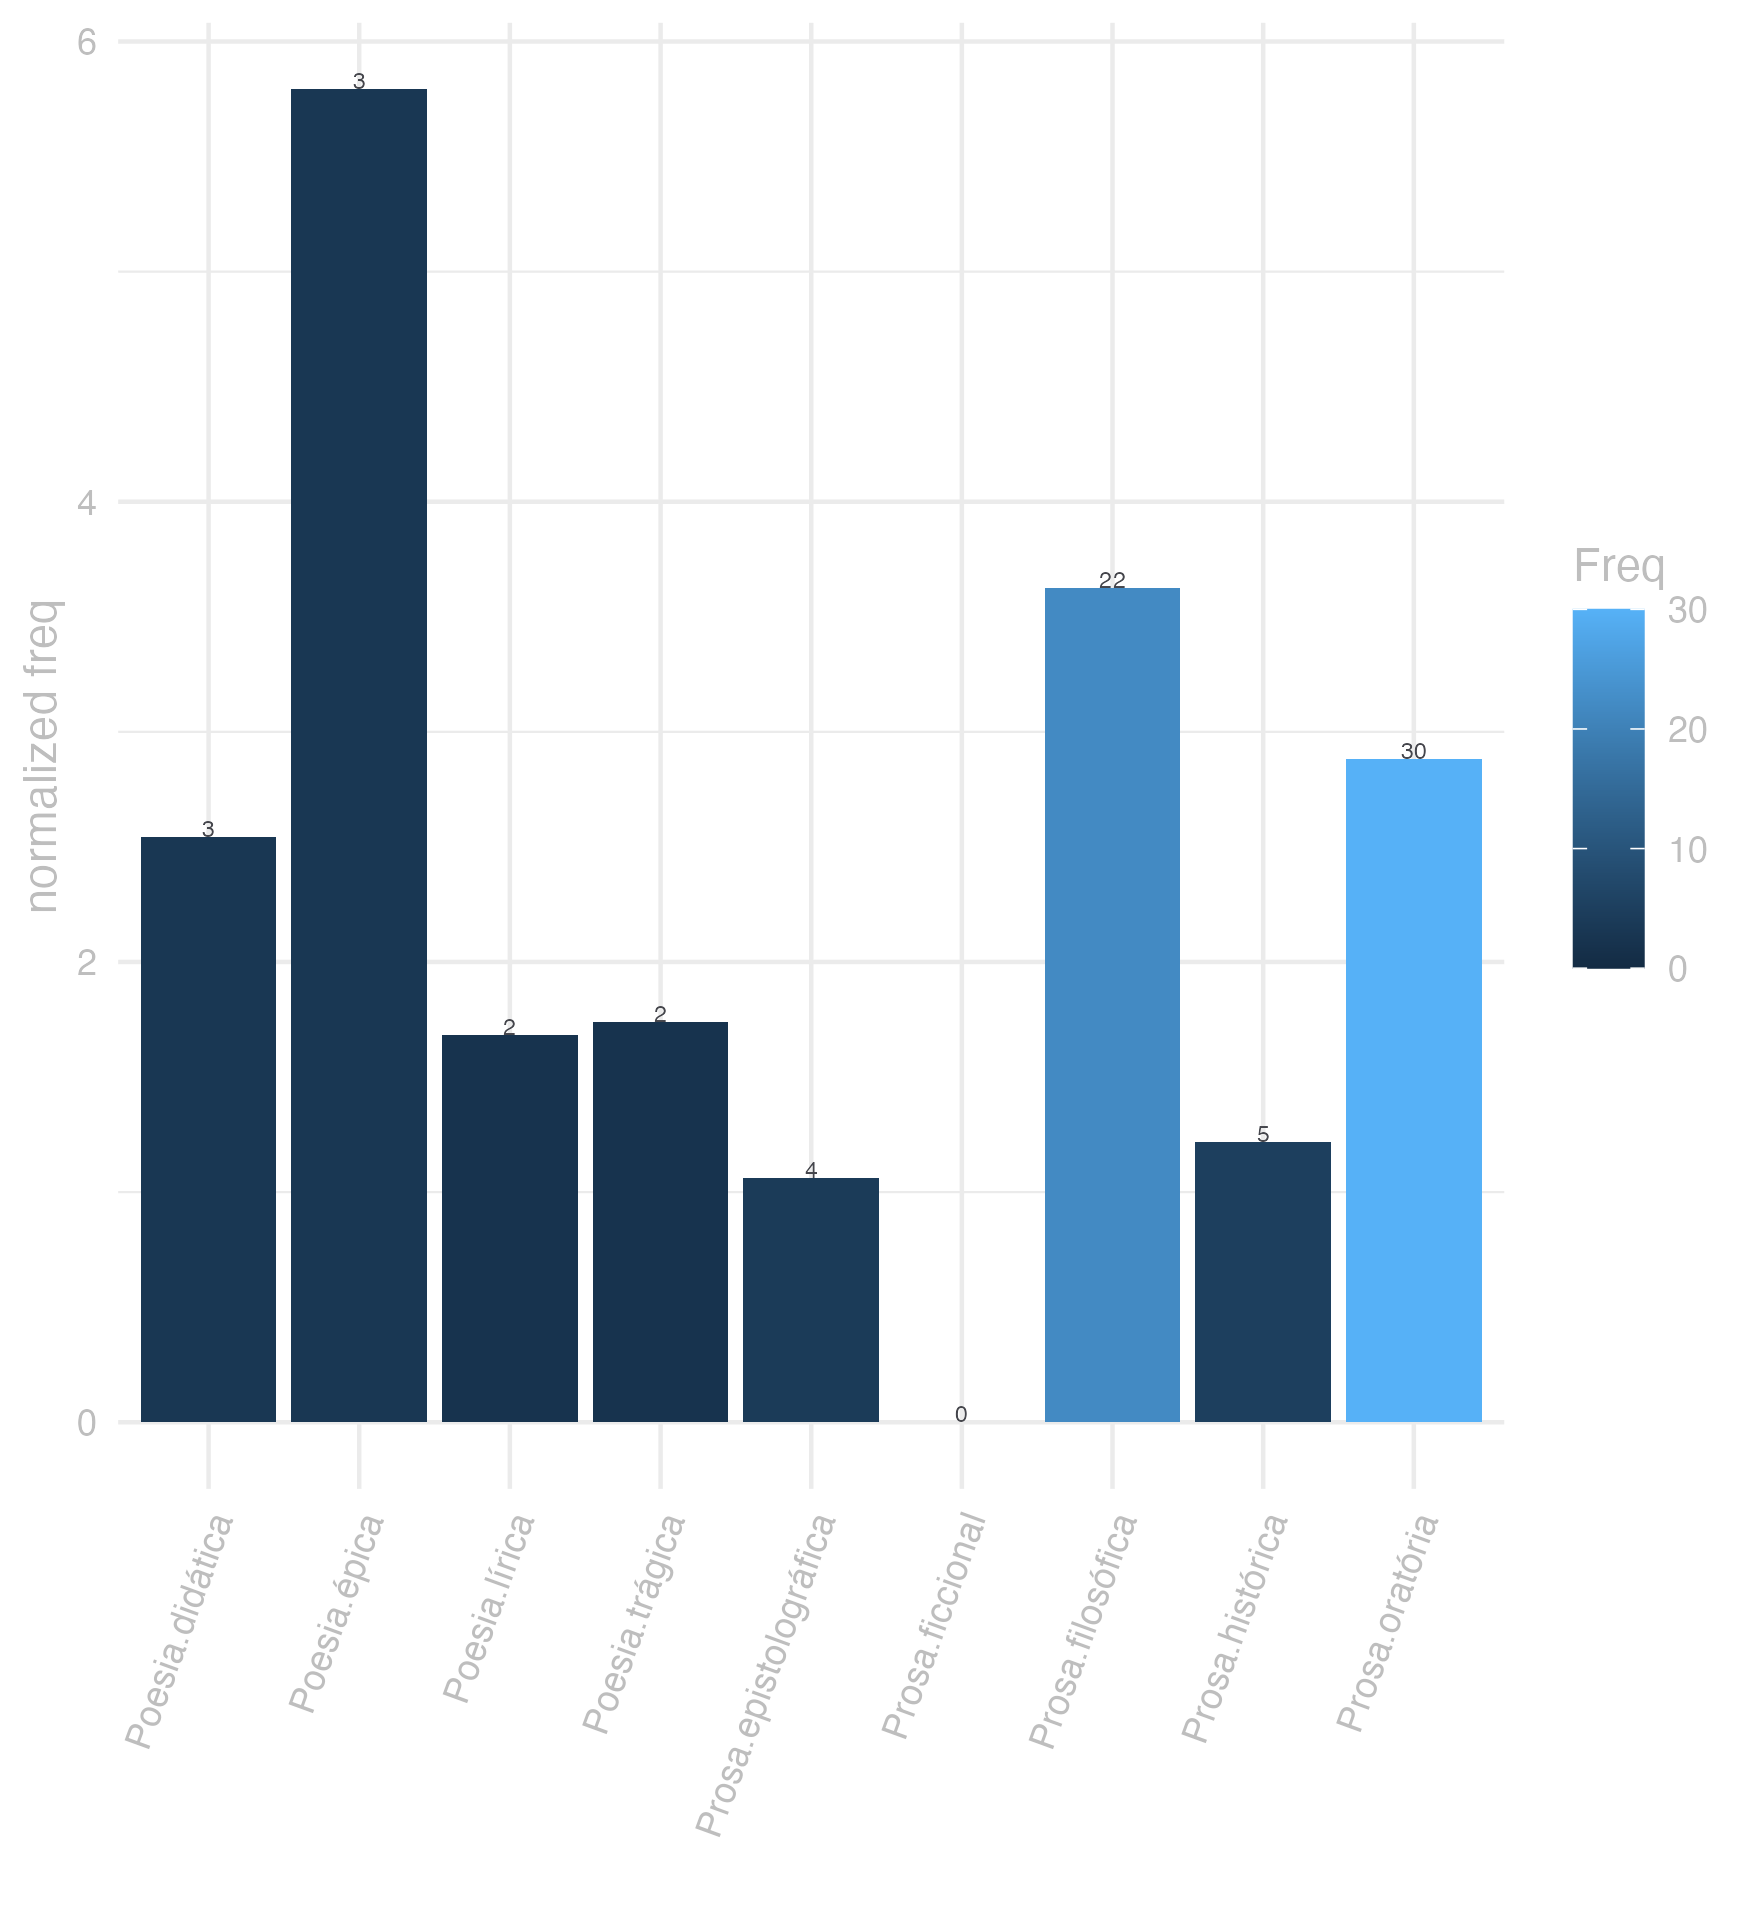 6
4
2
0
normalized freq
3
3
2
2
4
0
22
5
30
Poesia.didática
Poesia.épica
Poesia.lírica
Poesia.trágica
Prosa.epistolográfica
Prosa.ficcional
Prosa.filosófica
Prosa.histórica
Prosa.oratória
Freq
30
20
10
0